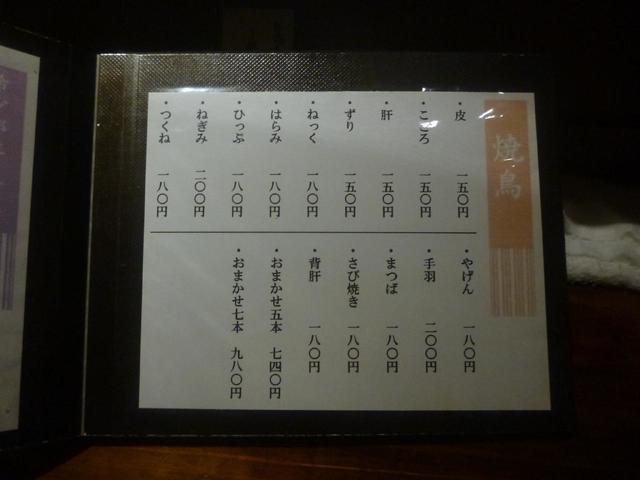 焼鳥
・皮 一五〇円
・こころ 一五〇円
・肝 一五〇円
・ずり 一五〇円
・ねっく 一八〇円
・はらみ 一八〇円
・ひっぷ 一八〇円
・ねぎみ 二〇〇円
・つくね 一八〇円
・やげん 一八〇円
・手羽 二〇〇円
・まつば 一八〇円
・さび焼き 一八〇円
・背肝 一八〇円
・おまかせ五本 七四〇円
・おまかせ七本 九八〇円